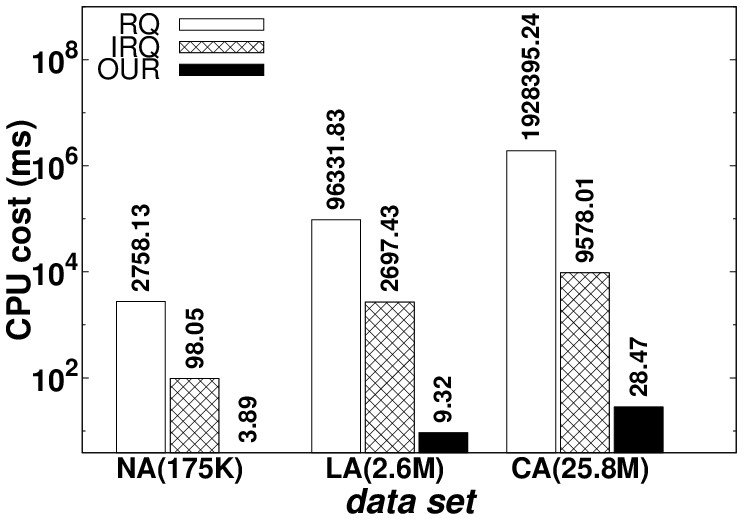 RQ
IRQ
OUR
CPU cost (ms)
10^8
10^6
10^4
10^2
2758.13
98.05
3.89
96331.83
2697.43
9.32
1928395.24
9578.01
28.47
NA(175K) LA(2.6M) CA(25.8M)
data set